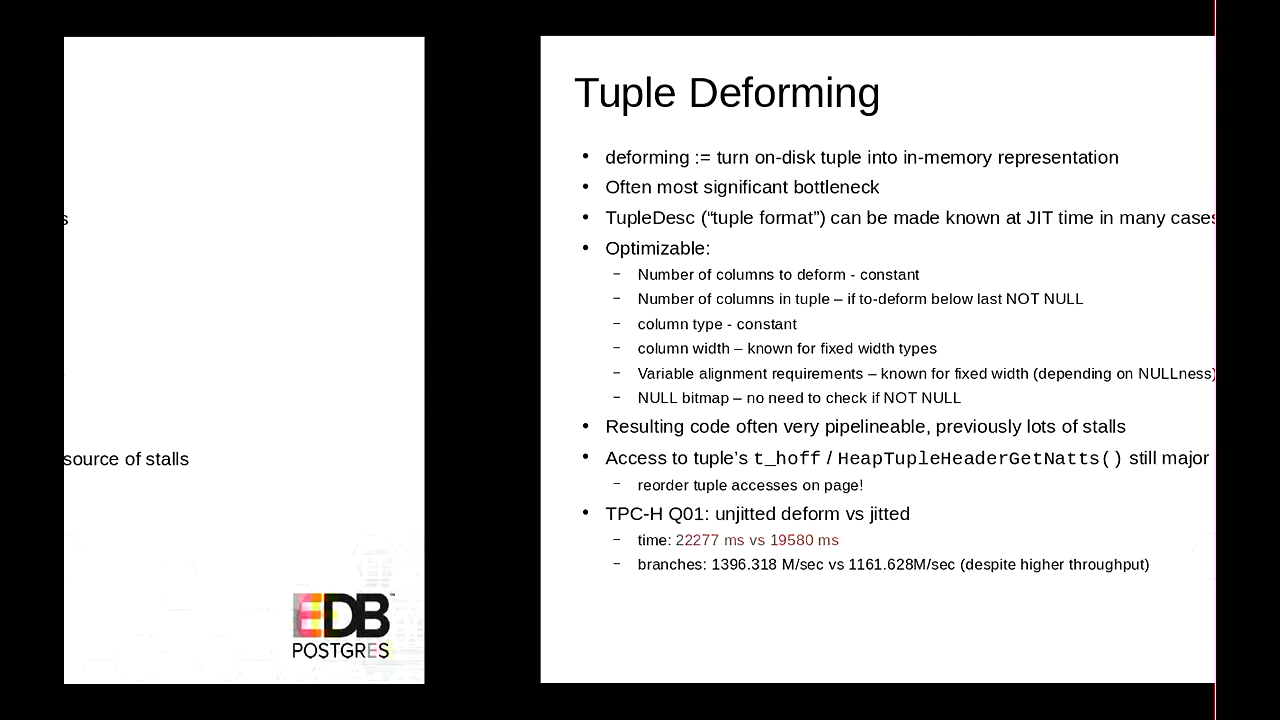 Tuple Deforming
• deforming := turn on-disk tuple into in-memory representation
• Often most significant bottleneck
• TupleDesc (“tuple format”) can be made known at JIT time in many cases
• Optimizable:
– Number of columns to deform - constant
– Number of columns in tuple – if to-deform below last NOT NULL
– column type - constant
– column width – known for fixed width types
– Variable alignment requirements – known for fixed width (depending on NULLness)
– NULL bitmap – no need to check if NOT NULL
• Resulting code often very pipelineable, previously lots of stalls
• Access to tuple’s t_hoff / HeapTupleHeaderGetNatts() still major
– reorder tuple accesses on page!
• TPC-H Q01: unjitted deform vs jitted
– time: 22277 ms vs 19580 ms
– branches: 1396.318 M/sec vs 1161.628M/sec (despite higher throughput)
s
source of stalls
EDB™
POSTGRES